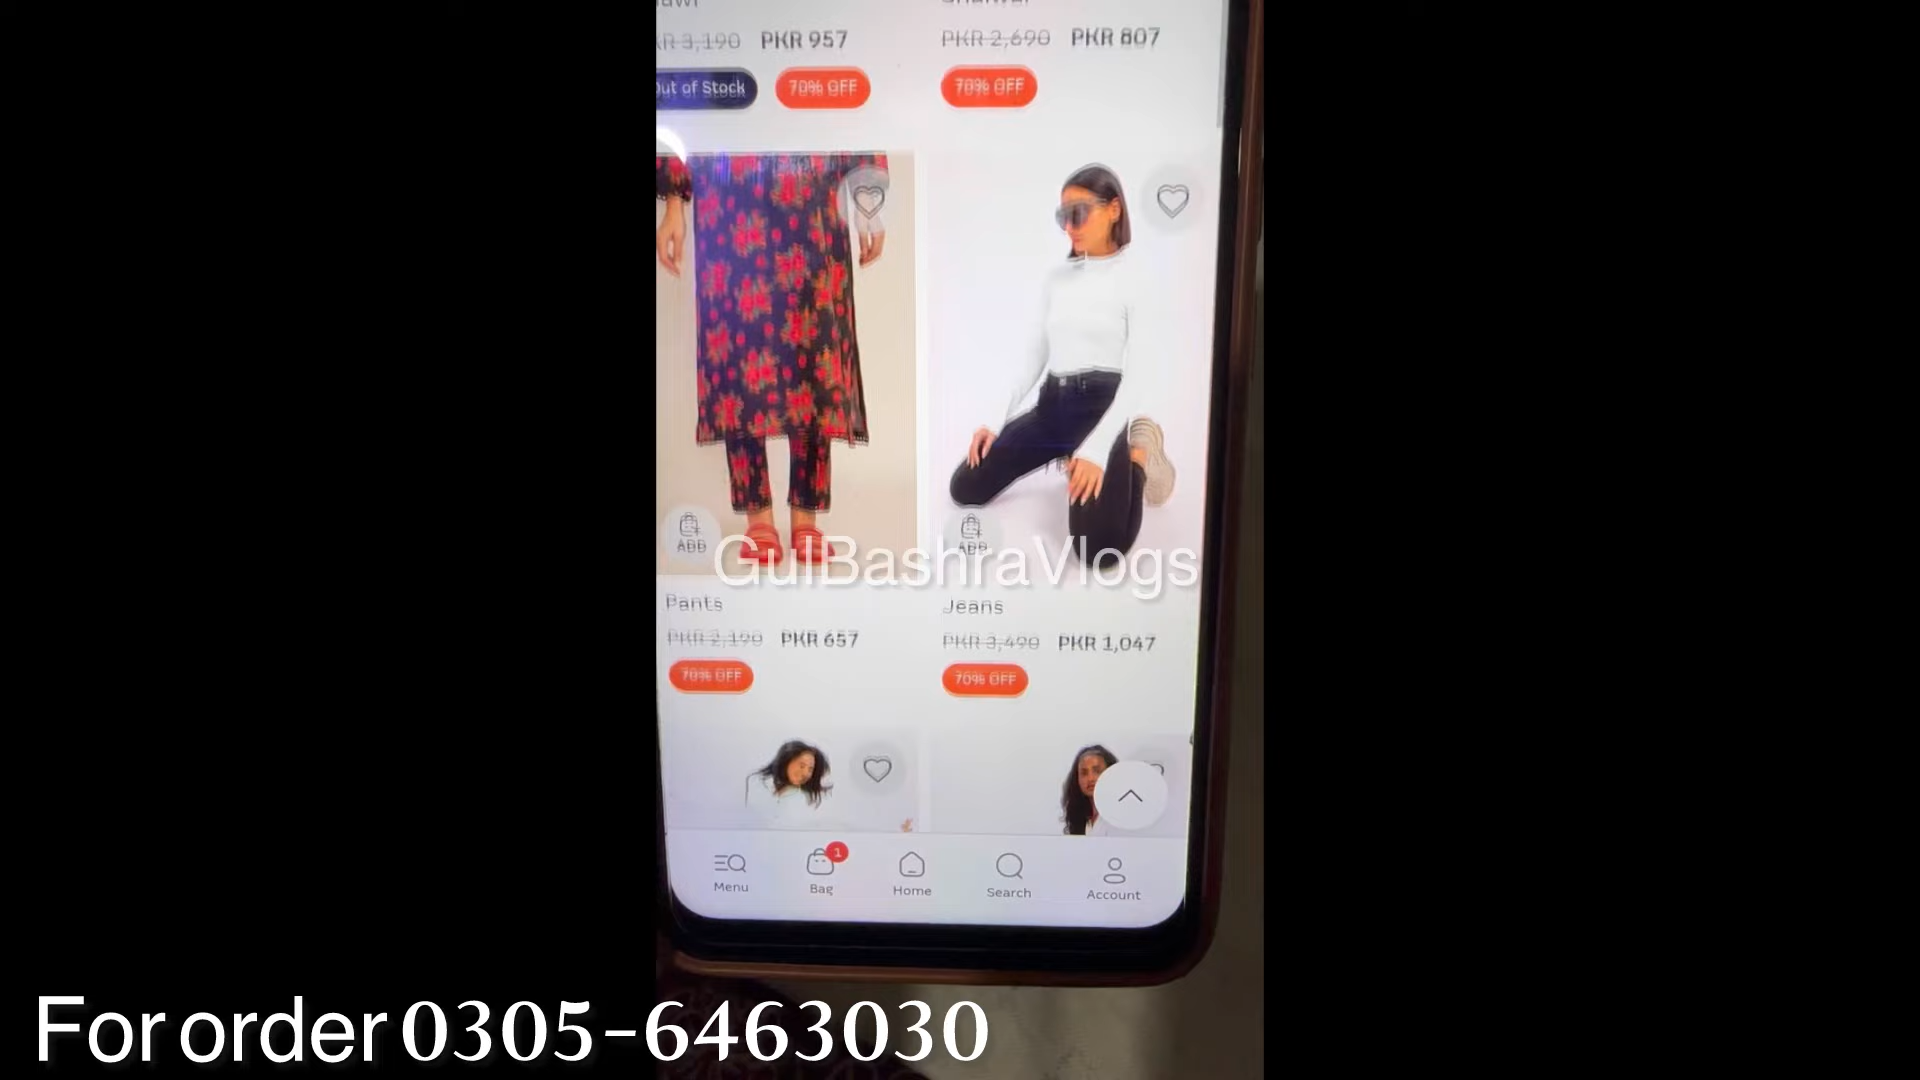 PKR 957
PKR 2,690 PKR 807
Out of Stock 70% OFF
70% OFF
ADD
ADD
GulBashraVlogs
Pants
Jeans
PKR 2,190 PKR 657
PKR 3,490 PKR 1,047
70% OFF
70% OFF
1
Menu
Bag
Home
Search
Account
For order 0305-6463030